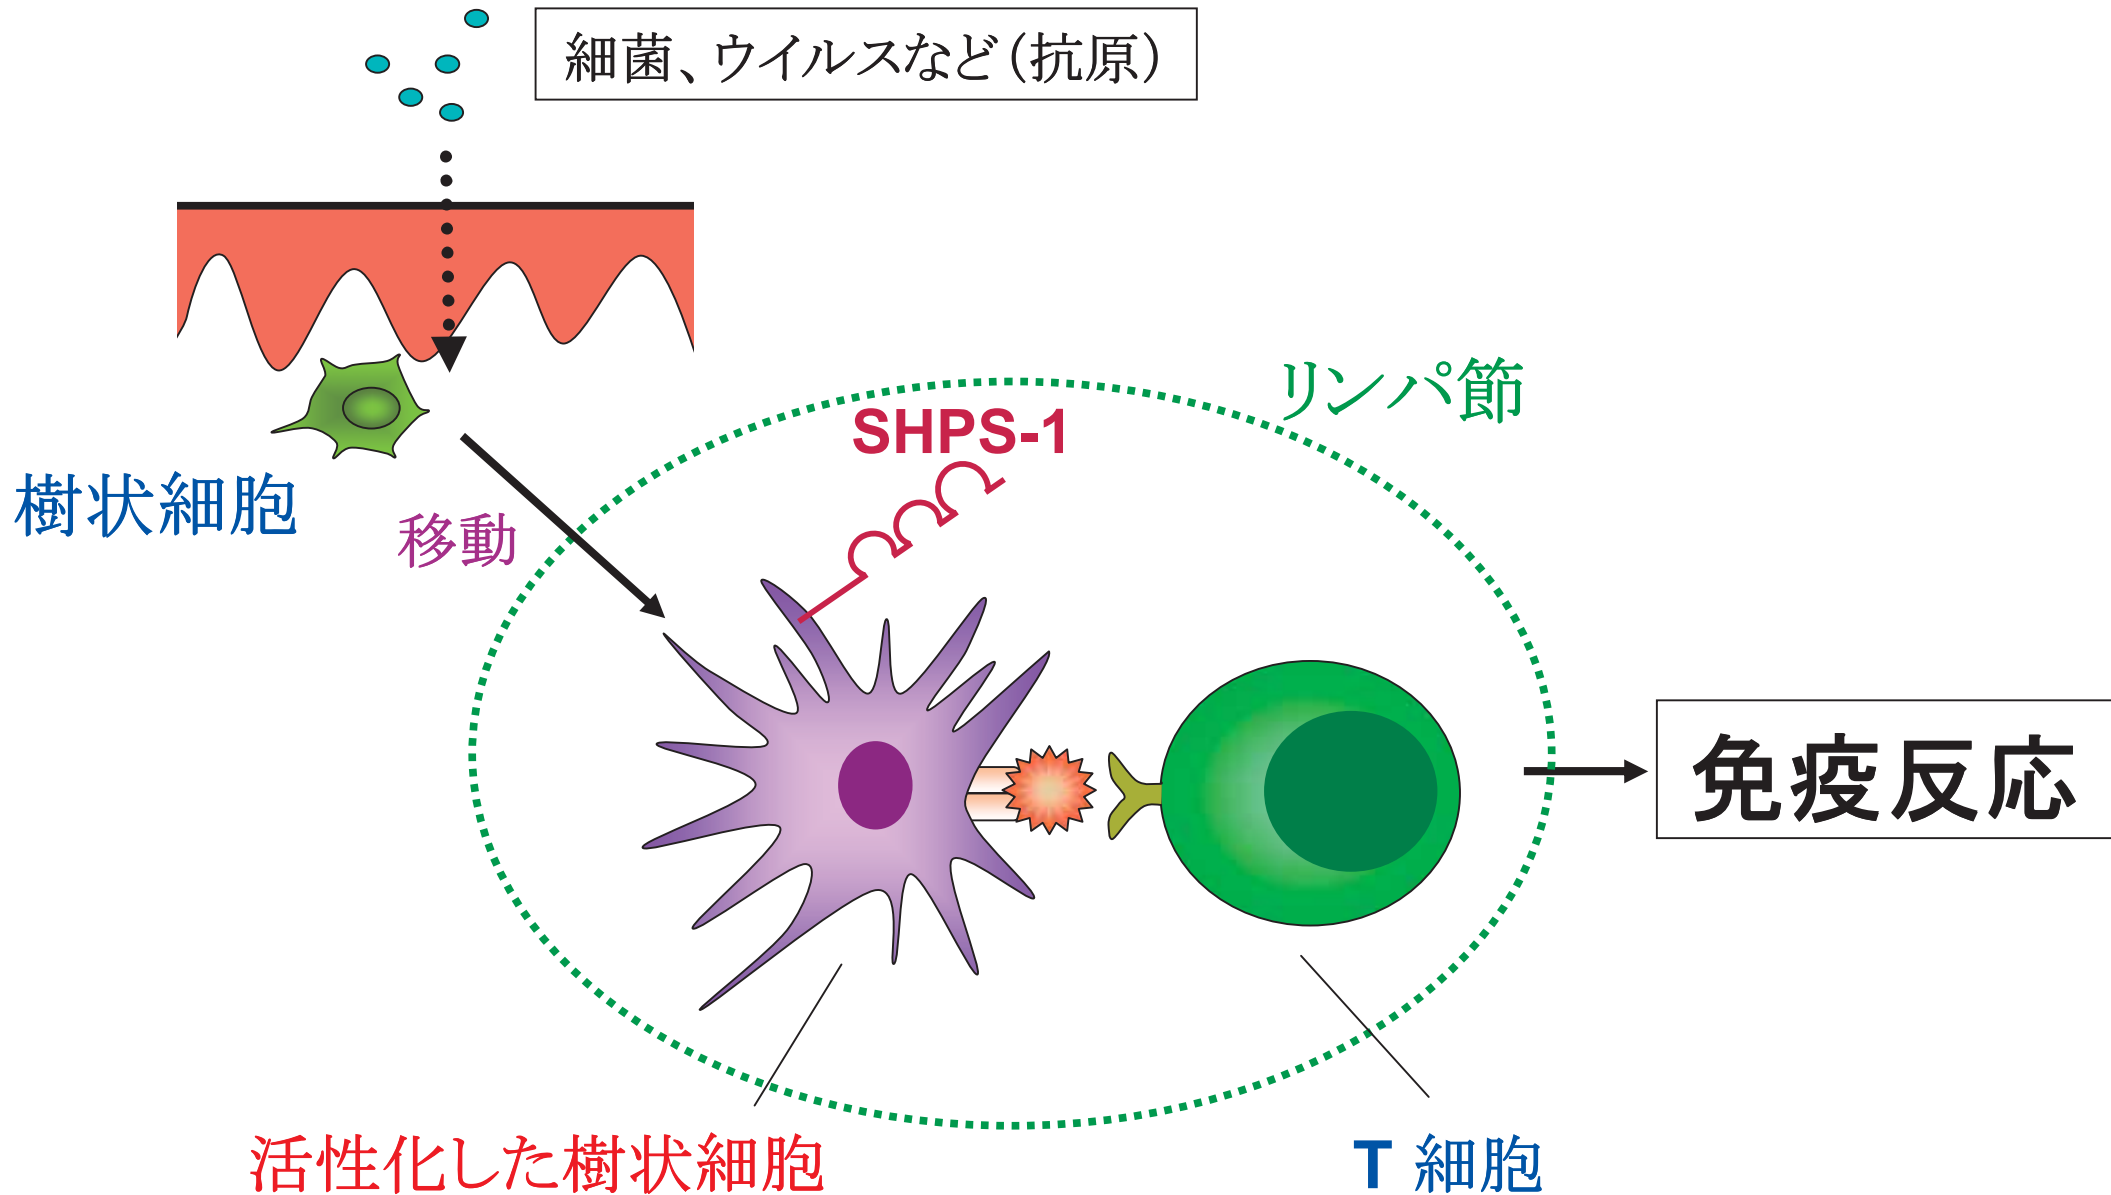 細菌、ウイルスなど（抗原）
リンパ節
SHPS-1
樹状細胞
移動
免疫反応
活性化した樹状細胞
T 細胞